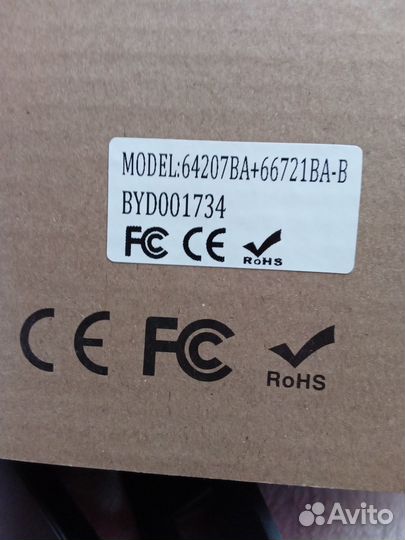 MODEL:64207BA+66721BA-B
BYD001734
FC CE RoHS
CE FC RoHS
Avito